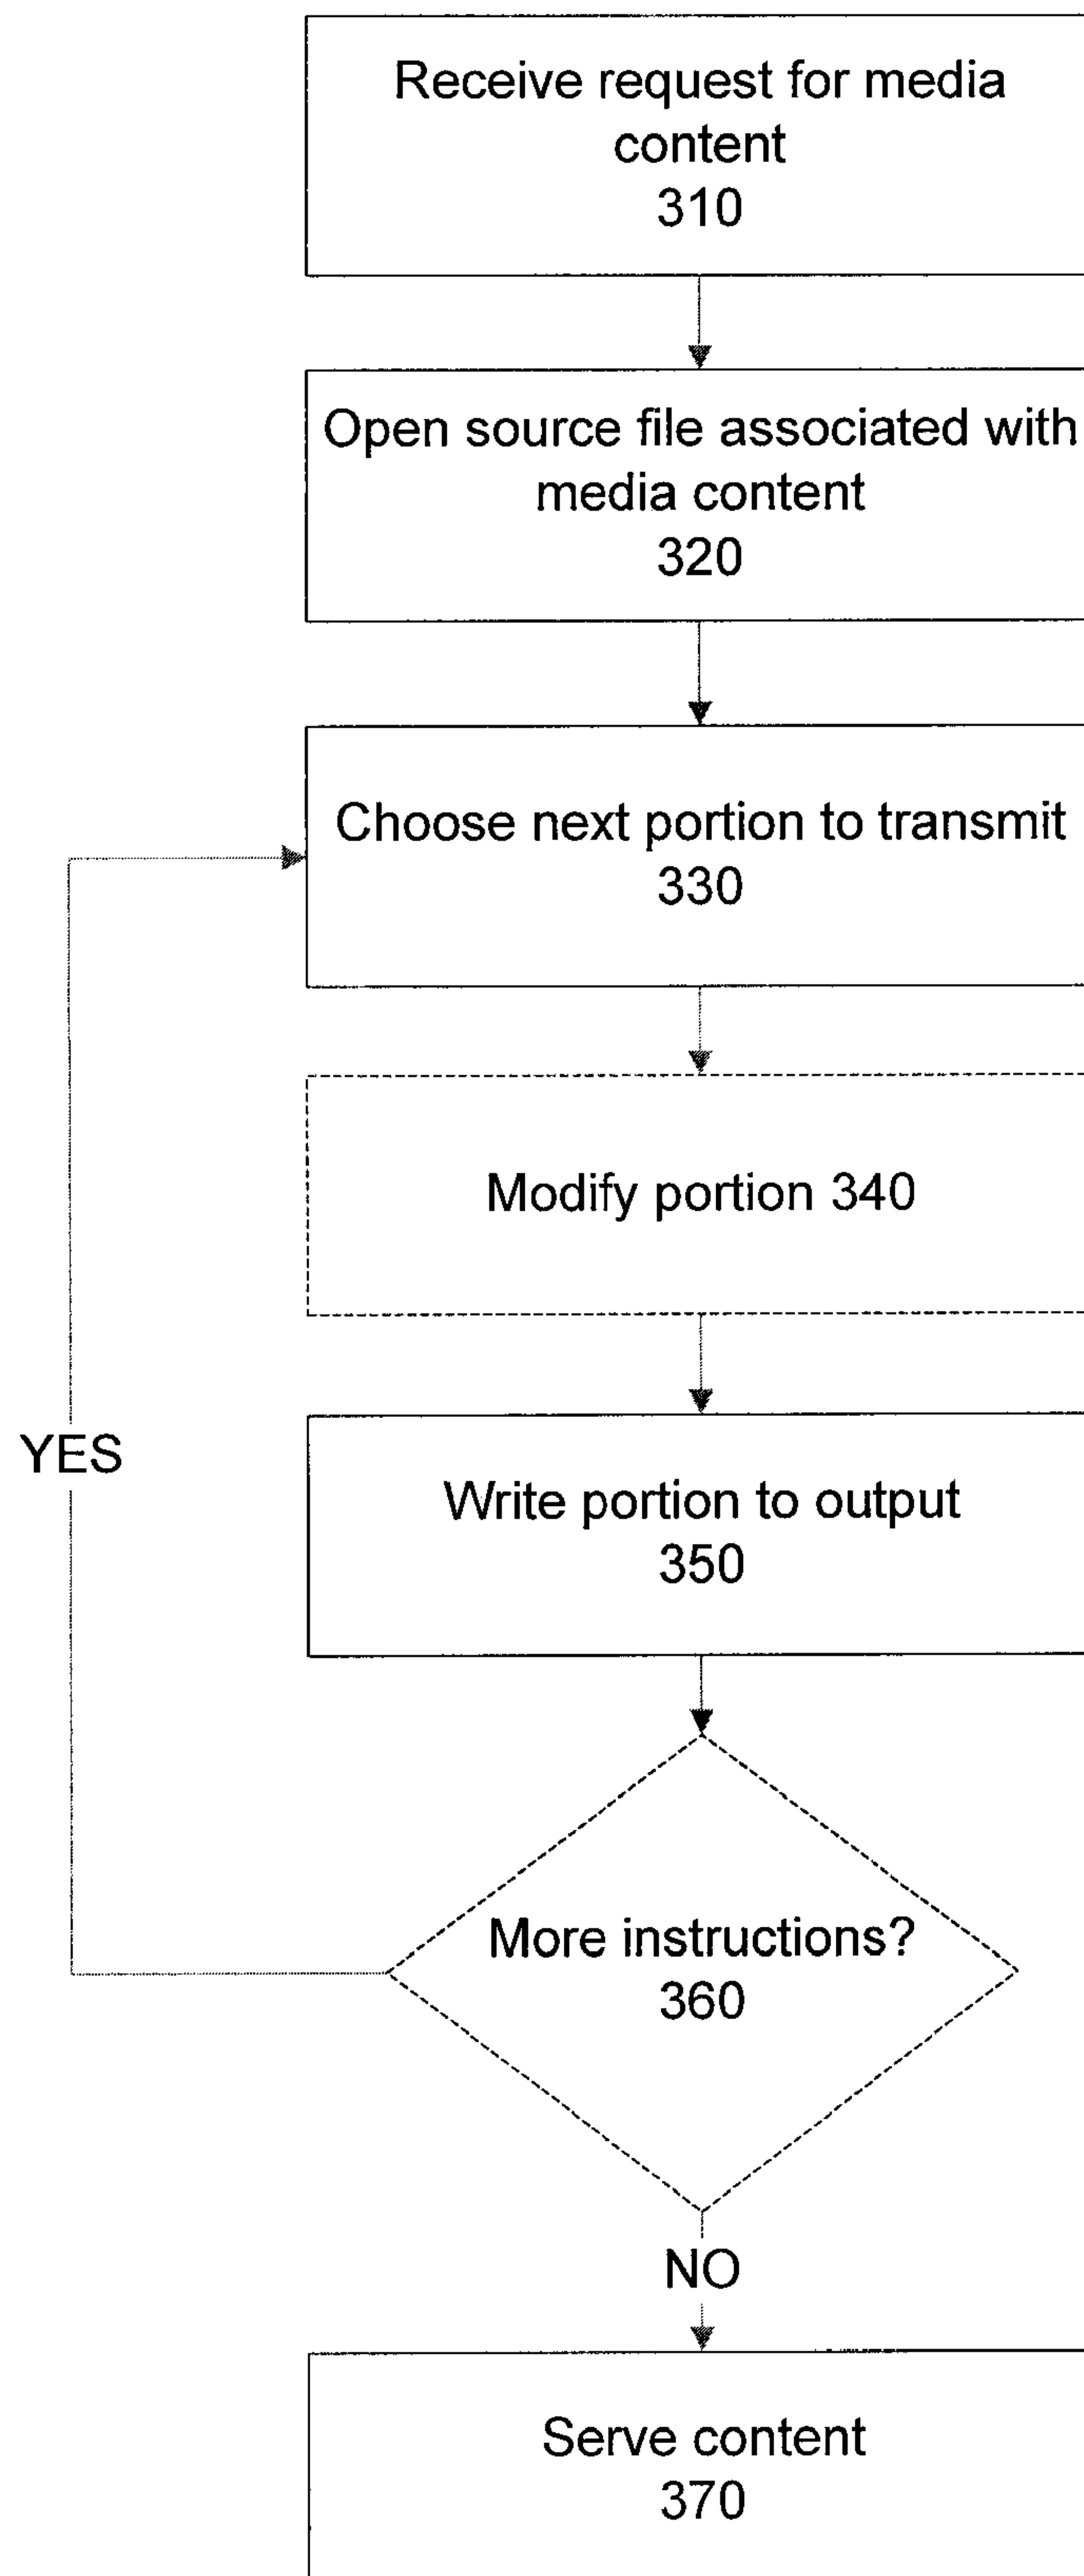 Receive request for media
content
310
Open source file associated with
media content
320
Choose next portion to transmit
330
Modify portion 340
YES
Write portion to output
350
More instructions?
360
NO
Serve content
370